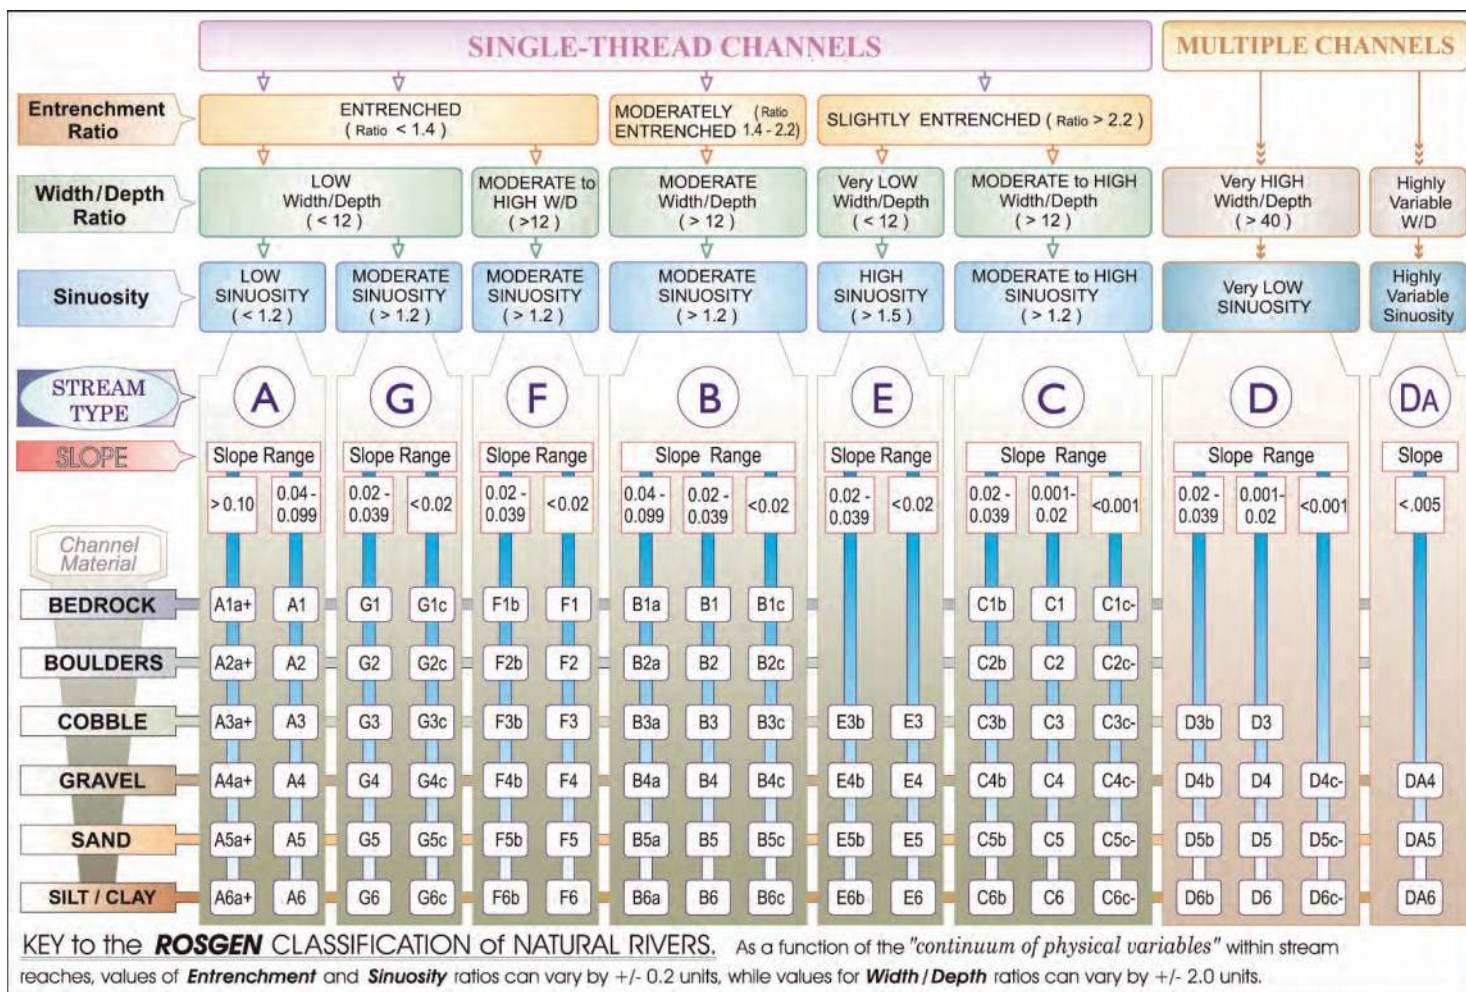 SINGLE-THREAD CHANNELS
MULTIPLE CHANNELS
Entrenchment
Ratio
ENTRENCHED
( Ratio < 1.4 )
MODERATELY ( Ratio
ENTRENCHED 1.4 - 2.2)
SLIGHTLY ENTRENCHED ( Ratio > 2.2 )
Width/Depth
Ratio
LOW
Width/Depth
( < 12 )
MODERATE to
HIGH W/D
( >12 )
MODERATE
Width/Depth
( > 12 )
Very LOW
Width/Depth
( < 12 )
MODERATE to HIGH
Width/Depth
( > 12 )
Very HIGH
Width/Depth
( > 40 )
Highly
Variable
W/D
Sinuosity
LOW
SINUOSITY
( < 1.2 )
MODERATE
SINUOSITY
( > 1.2 )
MODERATE
SINUOSITY
( > 1.2 )
MODERATE
SINUOSITY
( > 1.2 )
HIGH
SINUOSITY
( > 1.5 )
MODERATE to HIGH
SINUOSITY
( > 1.2 )
Very LOW
SINUOSITY
Highly
Variable
Sinuosity
STREAM
TYPE
A G F B E C D DA
SLOPE
Slope Range Slope Range Slope Range Slope Range Slope Range Slope Range Slope Range Slope
> 0.10
0.04 -
0.099
0.02 -
0.039
<0.02
0.02 -
0.039
<0.02
0.04 -
0.099
0.02 -
0.039
<0.02
0.02 -
0.039
<0.02
0.02 -
0.039
0.001-
0.02
<0.001
0.02 -
0.039
0.001-
0.02
<0.001
<.005
Channel
Material
BEDROCK A1a+ A1 G1 G1c F1b F1 B1a B1 B1c C1b C1 C1c-
BOULDERS A2a+ A2 G2 G2c F2b F2 B2a B2 B2c C2b C2 C2c-
COBBLE A3a+ A3 G3 G3c F3b F3 B3a B3 B3c E3b E3 C3b C3 C3c- D3b D3
GRAVEL A4a+ A4 G4 G4c F4b F4 B4a B4 B4c E4b E4 C4b C4 C4c- D4b D4 D4c- DA4
SAND A5a+ A5 G5 G5c F5b F5 B5a B5 B5c E5b E5 C5b C5 C5c- D5b D5 D5c- DA5
SILT / CLAY A6a+ A6 G6 G6c F6b F6 B6a B6 B6c E6b E6 C6b C6 C6c- D6b D6 D6c- DA6
KEY to the ROSGEN CLASSIFICATION of NATURAL RIVERS. As a function of the "continuum of physical variables" within stream
reaches, values of Entrenchment and Sinuosity ratios can vary by +/- 0.2 units, while values for Width / Depth ratios can vary by +/- 2.0 units.